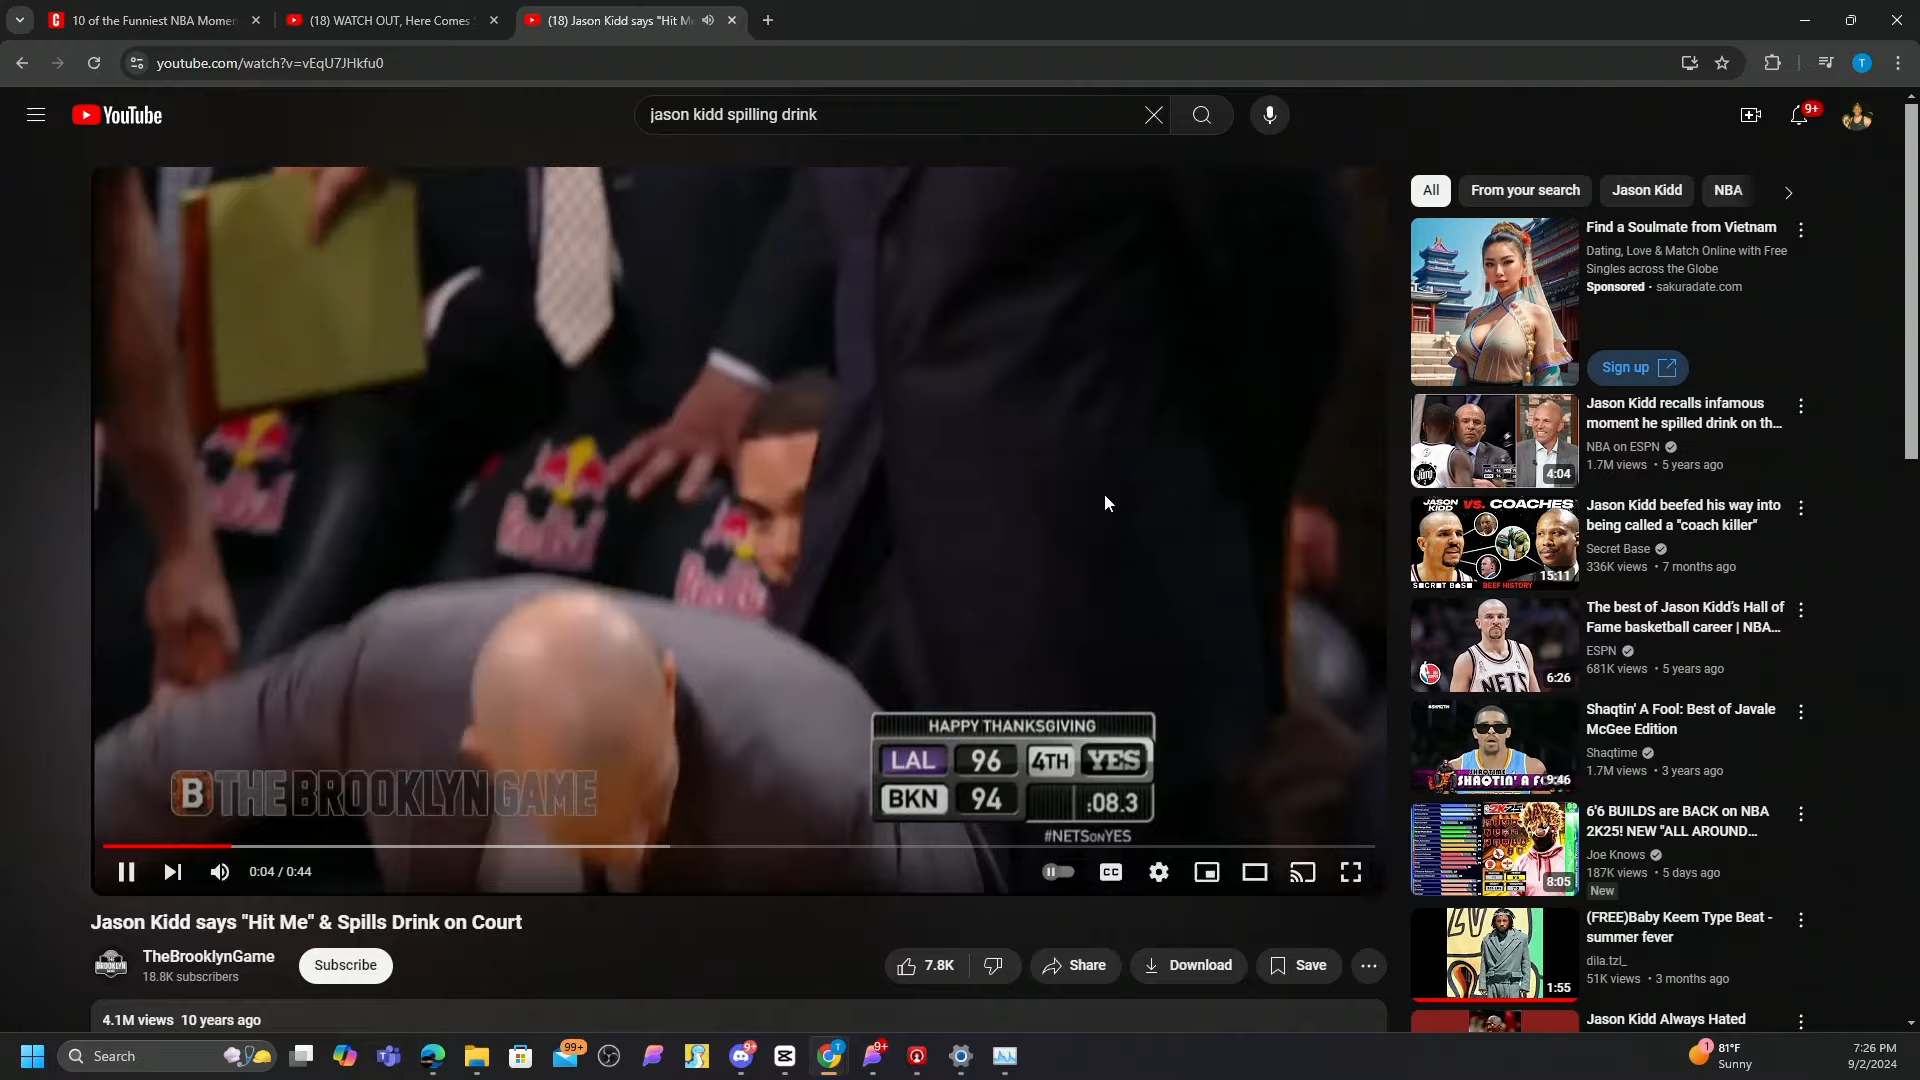 10 of the Funniest NBA Momen
(18) WATCH OUT, Here Comes
(18) Jason Kidd says "Hit Me
youtube.com/watch?v=vEqU7JHkfu0
T
YouTube
jason kidd spilling drink
9+
All
From your search
Jason Kidd
NBA
Find a Soulmate from Vietnam
Dating, Love & Match Online with Free
Singles across the Globe
Sponsored · sakuradate.com
Sign up
Jason Kidd recalls infamous
moment he spilled drink on th...
NBA on ESPN
1.7M views · 5 years ago
4:04
JASON KIDD VS. COACHES
Jason Kidd beefed his way into
being called a "coach killer"
Secret Base
336K views · 7 months ago
15:11
BEEF HISTORY
The best of Jason Kidd's Hall of
Fame basketball career | NBA...
ESPN
681K views · 5 years ago
NETS
6:26
Shaqtin' A Fool: Best of Javale
McGee Edition
Shaqtime
1.7M views · 3 years ago
9:46
6'6 BUILDS are BACK on NBA
2K25! NEW "ALL AROUND...
Joe Knows
187K views · 5 days ago
New
8:05
(FREE)Baby Keem Type Beat -
summer fever
dila.tzl_
51K views · 3 months ago
1:55
Jason Kidd Always Hated
HAPPY THANKSGIVING
LAL 96 4TH YES
BKN 94 :08.3
#NETSONYES
B THE BROOKLYN GAME
0:04 / 0:44
CC
Jason Kidd says "Hit Me" & Spills Drink on Court
TheBrooklynGame
18.8K subscribers
Subscribe
7.8K
Share
Download
Save
4.1M views 10 years ago
Search
99+
9+
T
9+
1
81°F
Sunny
7:26 PM
9/2/2024